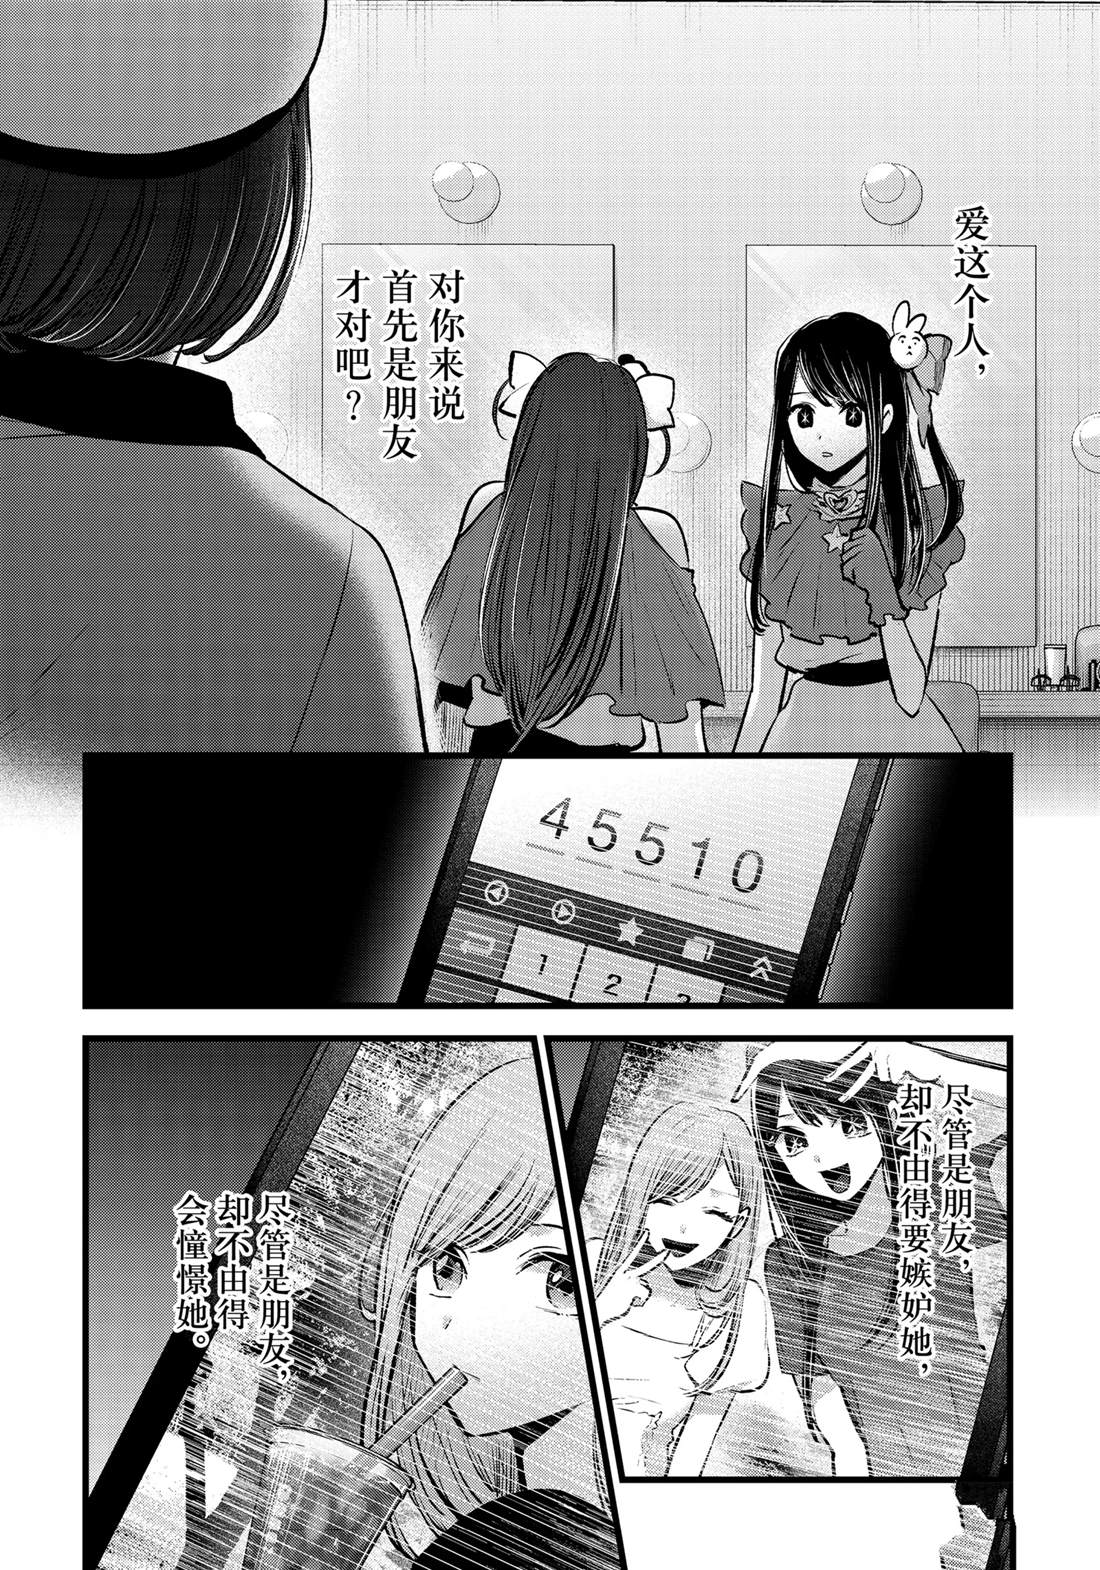 爱这个人，
对你来说
首先是朋友
才对吧？
45510
1
2
3
尽管是朋友，
却不由得要嫉妒她，
尽管是朋友，
却不由得
会憧憬她。